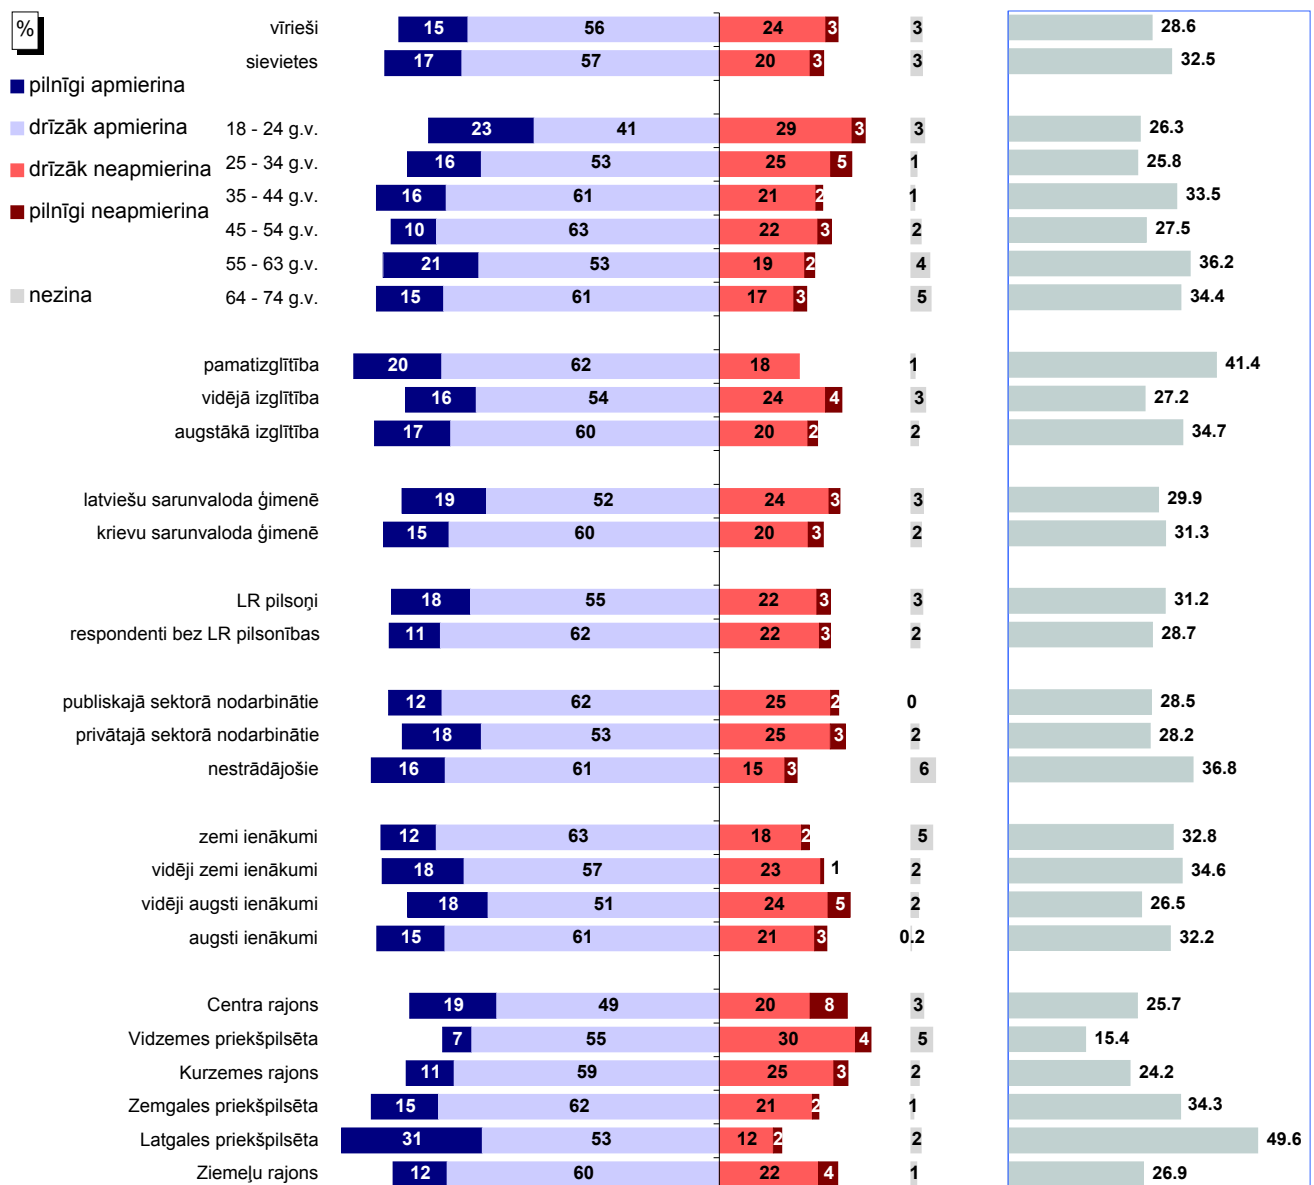 %
pilnīgi apmierina
drīzāk apmierina
drīzāk neapmierina
pilnīgi neapmierina
nezina
vīrieši 15 56 24 3 3 28.6
sievietes 17 57 20 3 3 32.5
18 - 24 g.v. 23 41 29 3 3 26.3
25 - 34 g.v. 16 53 25 5 1 25.8
35 - 44 g.v. 16 61 21 2 1 33.5
45 - 54 g.v. 10 63 22 3 2 27.5
55 - 63 g.v. 21 53 19 2 4 36.2
64 - 74 g.v. 15 61 17 3 5 34.4
pamatizglītība 20 62 18 1 41.4
vidējā izglītība 16 54 24 4 3 27.2
augstākā izglītība 17 60 20 2 2 34.7
latviešu sarunvaloda ģimenē 19 52 24 3 3 29.9
krievu sarunvaloda ģimenē 15 60 20 3 2 31.3
LR pilsoņi 18 55 22 3 3 31.2
respondenti bez LR pilsonības 11 62 22 3 2 28.7
publiskajā sektorā nodarbinātie 12 62 25 2 0 28.5
privātajā sektorā nodarbinātie 18 53 25 3 2 28.2
nestrādājošie 16 61 15 3 6 36.8
zemi ienākumi 12 63 18 2 5 32.8
vidēji zemi ienākumi 18 57 23 1 2 34.6
vidēji augsti ienākumi 18 51 24 5 2 26.5
augsti ienākumi 15 61 21 3 0.2 32.2
Centra rajons 19 49 20 8 3 25.7
Vidzemes priekšpilsēta 7 55 30 4 5 15.4
Kurzemes rajons 11 59 25 3 2 24.2
Zemgales priekšpilsēta 15 62 21 2 1 34.3
Latgales priekšpilsēta 31 53 12 2 2 49.6
Ziemeļu rajons 12 60 22 4 1 26.9